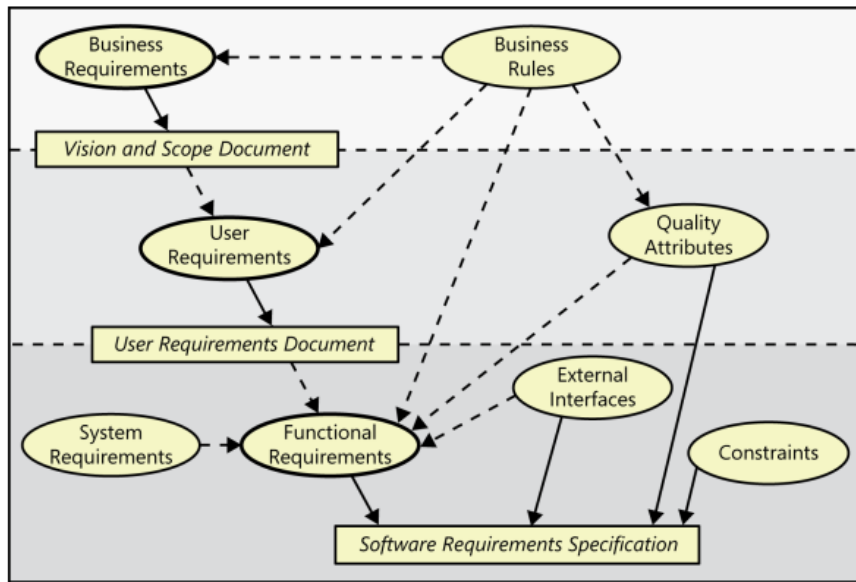 Business
Requirements
Business
Rules
Vision and Scope Document
User
Requirements
Quality
Attributes
User Requirements Document
External
Interfaces
System
Requirements
Functional
Requirements
Constraints
Software Requirements Specification